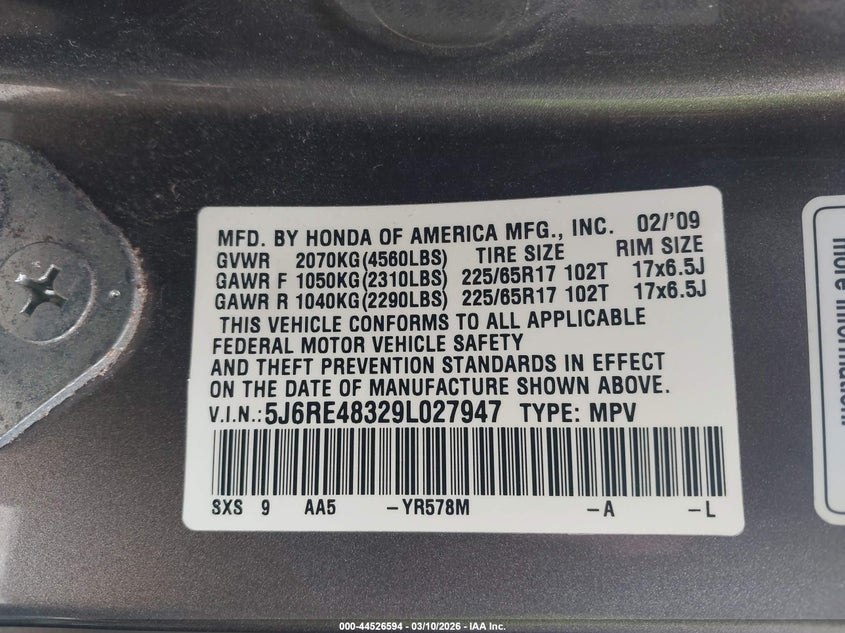 MFD. BY HONDA OF AMERICA MFG., INC. 02/'09
GVWR 2070KG(4560LBS) TIRE SIZE RIM SIZE
GAWR F 1050KG(2310LBS) 225/65R17 102T 17x6.5J
GAWR R 1040KG(2290LBS) 225/65R17 102T 17x6.5J
THIS VEHICLE CONFORMS TO ALL APPLICABLE
FEDERAL MOTOR VEHICLE SAFETY
AND THEFT PREVENTION STANDARDS IN EFFECT
ON THE DATE OF MANUFACTURE SHOWN ABOVE.
V.I.N.:5J6RE48329L027947 TYPE: MPV
SXS 9 AA5 -YR578M -A -L
more information.
000-44526594 - 03/10/2026 - IAA Inc.